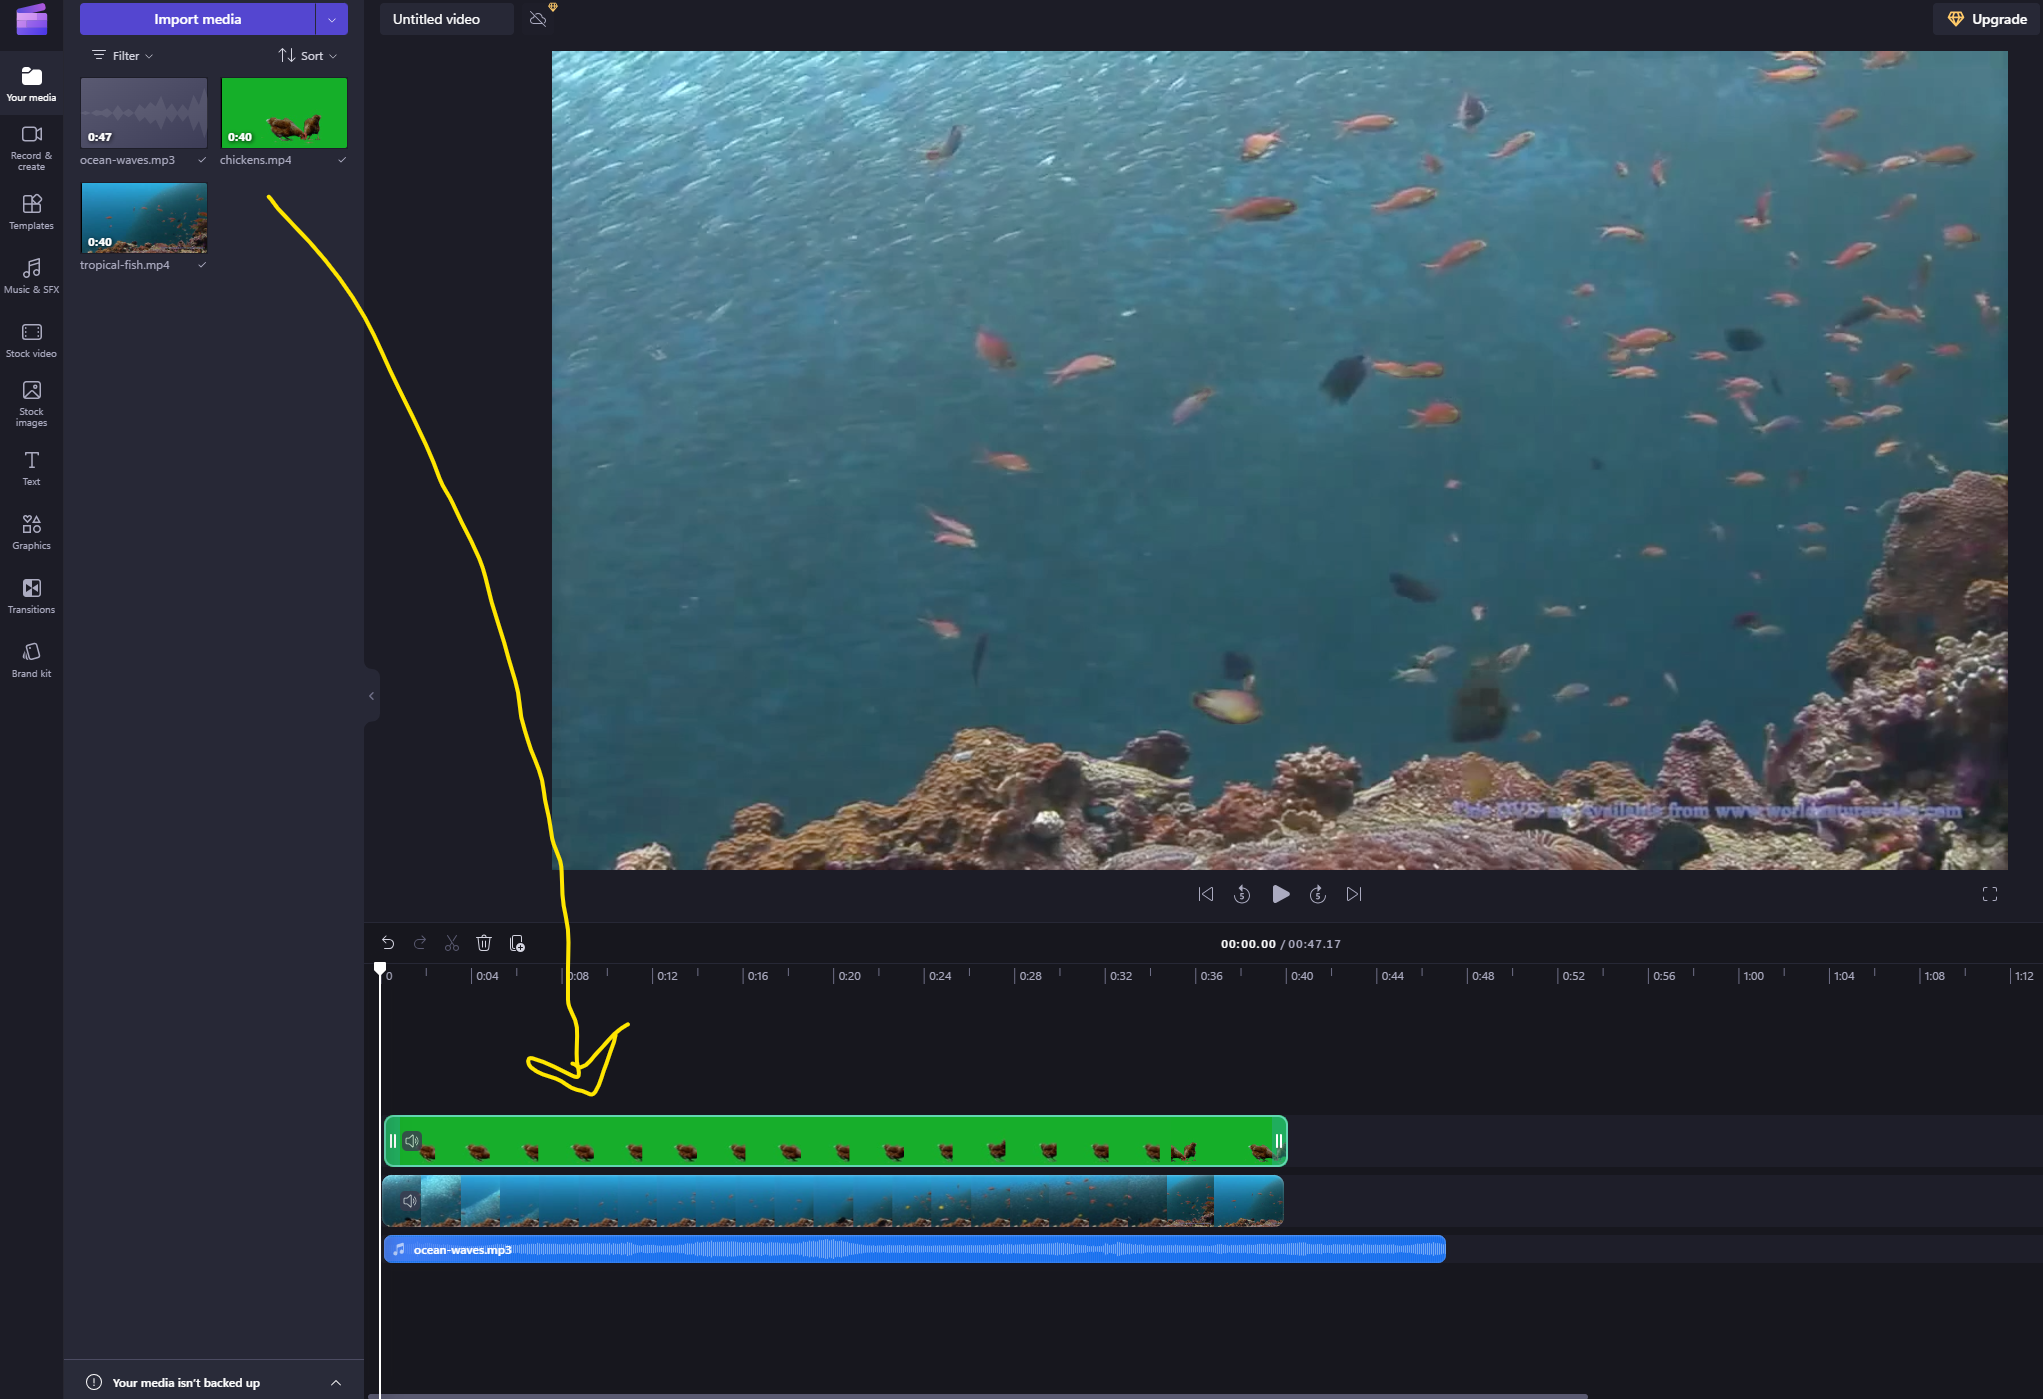 Import media
Untitled video
Upgrade
Filter
Sort
Your media
0:47
0:40
ocean-waves.mp3
chickens.mp4
Record &
create
Templates
0:40
tropical-fish.mp4
Music & SFX
Stock video
Stock
images
Text
Graphics
Transitions
Brand kit
available from www.worldnaturevideo.com
5
5
00:00.00 / 00:47.17
0 0:04 0:08 0:12 0:16 0:20 0:24 0:28 0:32 0:36 0:40 0:44 0:48 0:52 0:56 1:00 1:04 1:08 1:12
ocean-waves.mp3
Your media isn't backed up